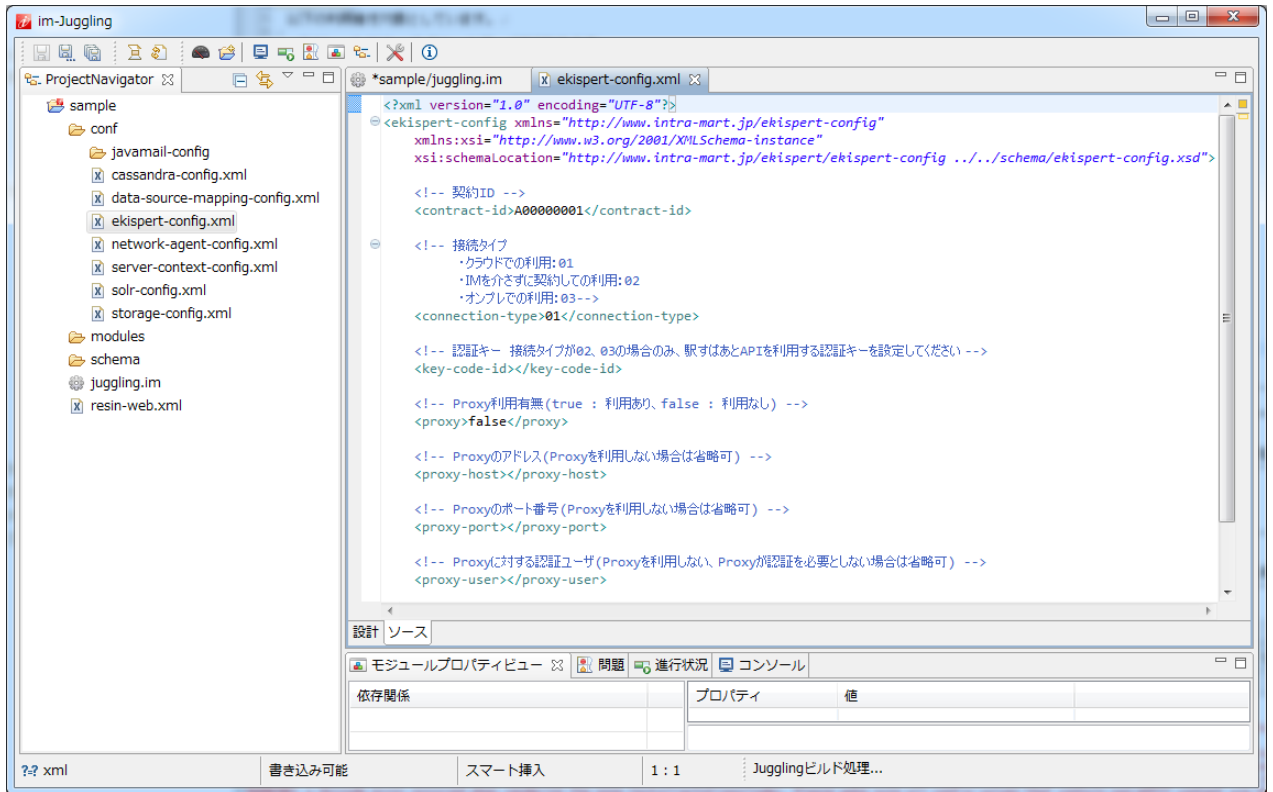 im-Juggling
ProjectNavigator
sample
conf
javamail-config
cassandra-config.xml
data-source-mapping-config.xml
ekispert-config.xml
network-agent-config.xml
server-context-config.xml
solr-config.xml
storage-config.xml
modules
schema
juggling.im
resin-web.xml
*sample/juggling.im
ekispert-config.xml
<?xml version="1.0" encoding="UTF-8"?>
<ekispert-config xmlns="http://www.intra-mart.jp/ekispert-config"
xmlns:xsi="http://www.w3.org/2001/XMLSchema-instance"
xsi:schemaLocation="http://www.intra-mart.jp/ekispert/ekispert-config ../../schema/ekispert-config.xsd">
<!-- 契約ID -->
<contract-id>A00000001</contract-id>
<!-- 接続タイプ
・クラウドでの利用:01
・IMを介さずに契約しての利用:02
・オンプレでの利用:03-->
<connection-type>01</connection-type>
<!-- 認証キー 接続タイプが02、03の場合のみ、駅すぱあとAPIを利用する認証キーを設定してください -->
<key-code-id></key-code-id>
<!-- Proxy利用有無(true : 利用あり、false : 利用なし) -->
<proxy>false</proxy>
<!-- Proxyのアドレス(Proxyを利用しない場合は省略可) -->
<proxy-host></proxy-host>
<!-- Proxyのポート番号(Proxyを利用しない場合は省略可) -->
<proxy-port></proxy-port>
<!-- Proxyに対する認証ユーザ(Proxyを利用しない、Proxyが認証を必要としない場合は省略可) -->
<proxy-user></proxy-user>
設計 ソース
モジュールプロパティビュー 問題 進行状況 コンソール
依存関係
プロパティ 値
xml 書き込み可能 スマート挿入 1 : 1 Jugglingビルド処理...